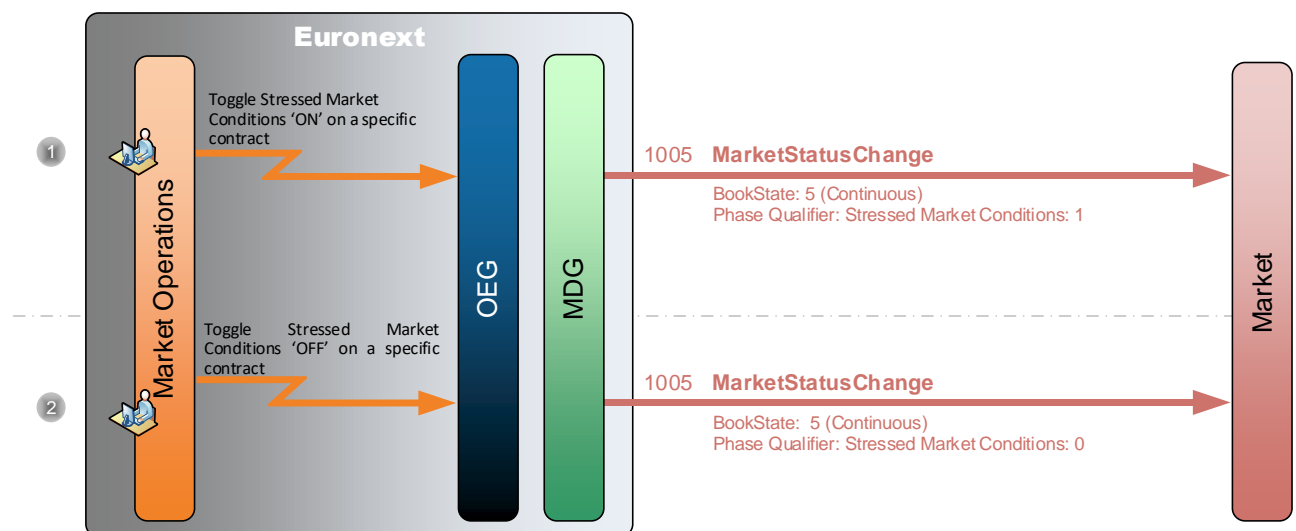 Euronext
Market Operations
OEG
MDG
Market
1
Toggle Stressed Market
Conditions ‘ON’ on a specific
contract
1005 MarketStatusChange
BookState: 5 (Continuous)
Phase Qualifier: Stressed Market Conditions: 1
2
Toggle Stressed Market
Conditions ‘OFF’ on a specific
contract
1005 MarketStatusChange
BookState: 5 (Continuous)
Phase Qualifier: Stressed Market Conditions: 0